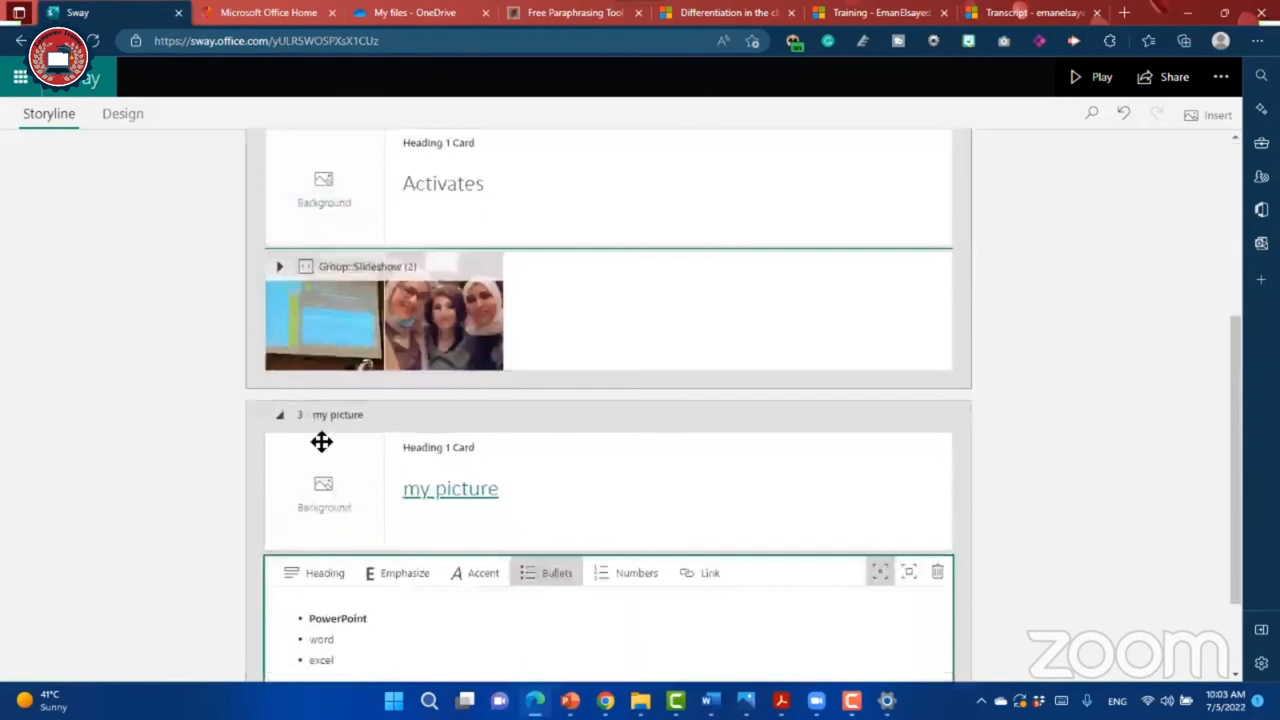 Sway
Microsoft Office Home
My files - OneDrive
Free Paraphrasing Tool
Differentiation in the cl
Training - EmanElsayed
Transcript - emanelsaye
https://sway.office.com/yULR5WOSPXsX1CUz
ay
Play
Share
Storyline
Design
Insert
Heading 1 Card
Activates
Background
Group: Slideshow (2)
3 my picture
Heading 1 Card
my picture
Background
Heading
E Emphasize
A Accent
Bullets
Numbers
Link
• PowerPoint
• word
• excel
zoom
41°C
Sunny
ENG
10:03 AM
7/5/2022